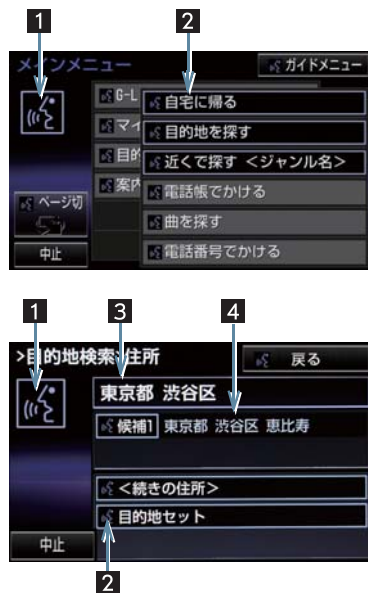 1 2
メインメニュー ガイドメニュー
G-L 自宅に帰る
マイ 目的地を探す
目的 近くで探す <ジャンル名>
案内 電話帳でかける
ページ切
曲を探す
中止 電話番号でかける
1 3 4
>目的地検索:住所 戻る
東京都 渋谷区
候補1 東京都 渋谷区 恵比寿
<続きの住所>
目的地セット
中止
2